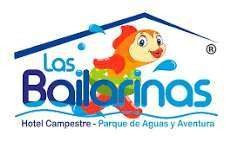 Las
Bailarinas
®
Hotel Campestre - Parque de Aguas y Aventura